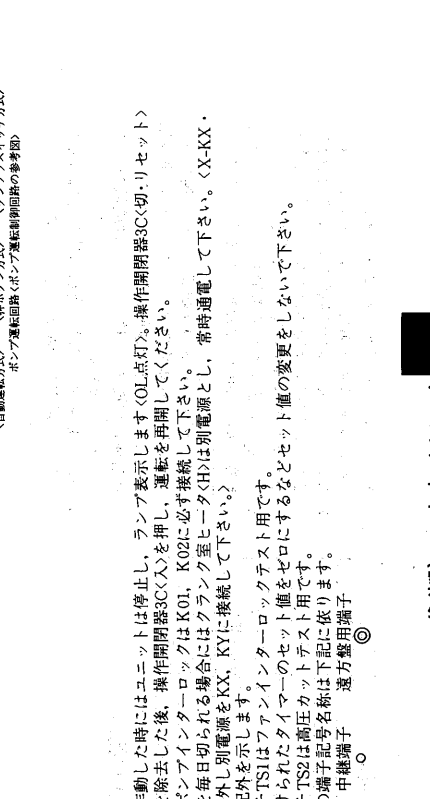 ポンプ運転回路〈ポンプ運転制御回路の参考図〉
動した時にはユニットは停止し，ランプ表示します〈OL点灯〉。操作開閉器3C〈切・リセット〉
除去した後，操作開閉器3C〈入〉を押し，運転を再開してください。
ンプインターロックはK01，K02に必ず接続して下さい。
毎日切られる場合にはクランク室ヒータ〈H〉は別電源とし，常時通電して下さい。〈X-KX・
外し別電源をKX，KYに接続して下さい。〉
記外を示します。
TS1はファンインターロックテスト用です。
けられたタイマーのセット値をゼロにするなどセット値の変更をしないで下さい。
TS2は高圧カットテスト用です。
の端子記号名称は下記に依ります。
中継端子 遠方盤用端子